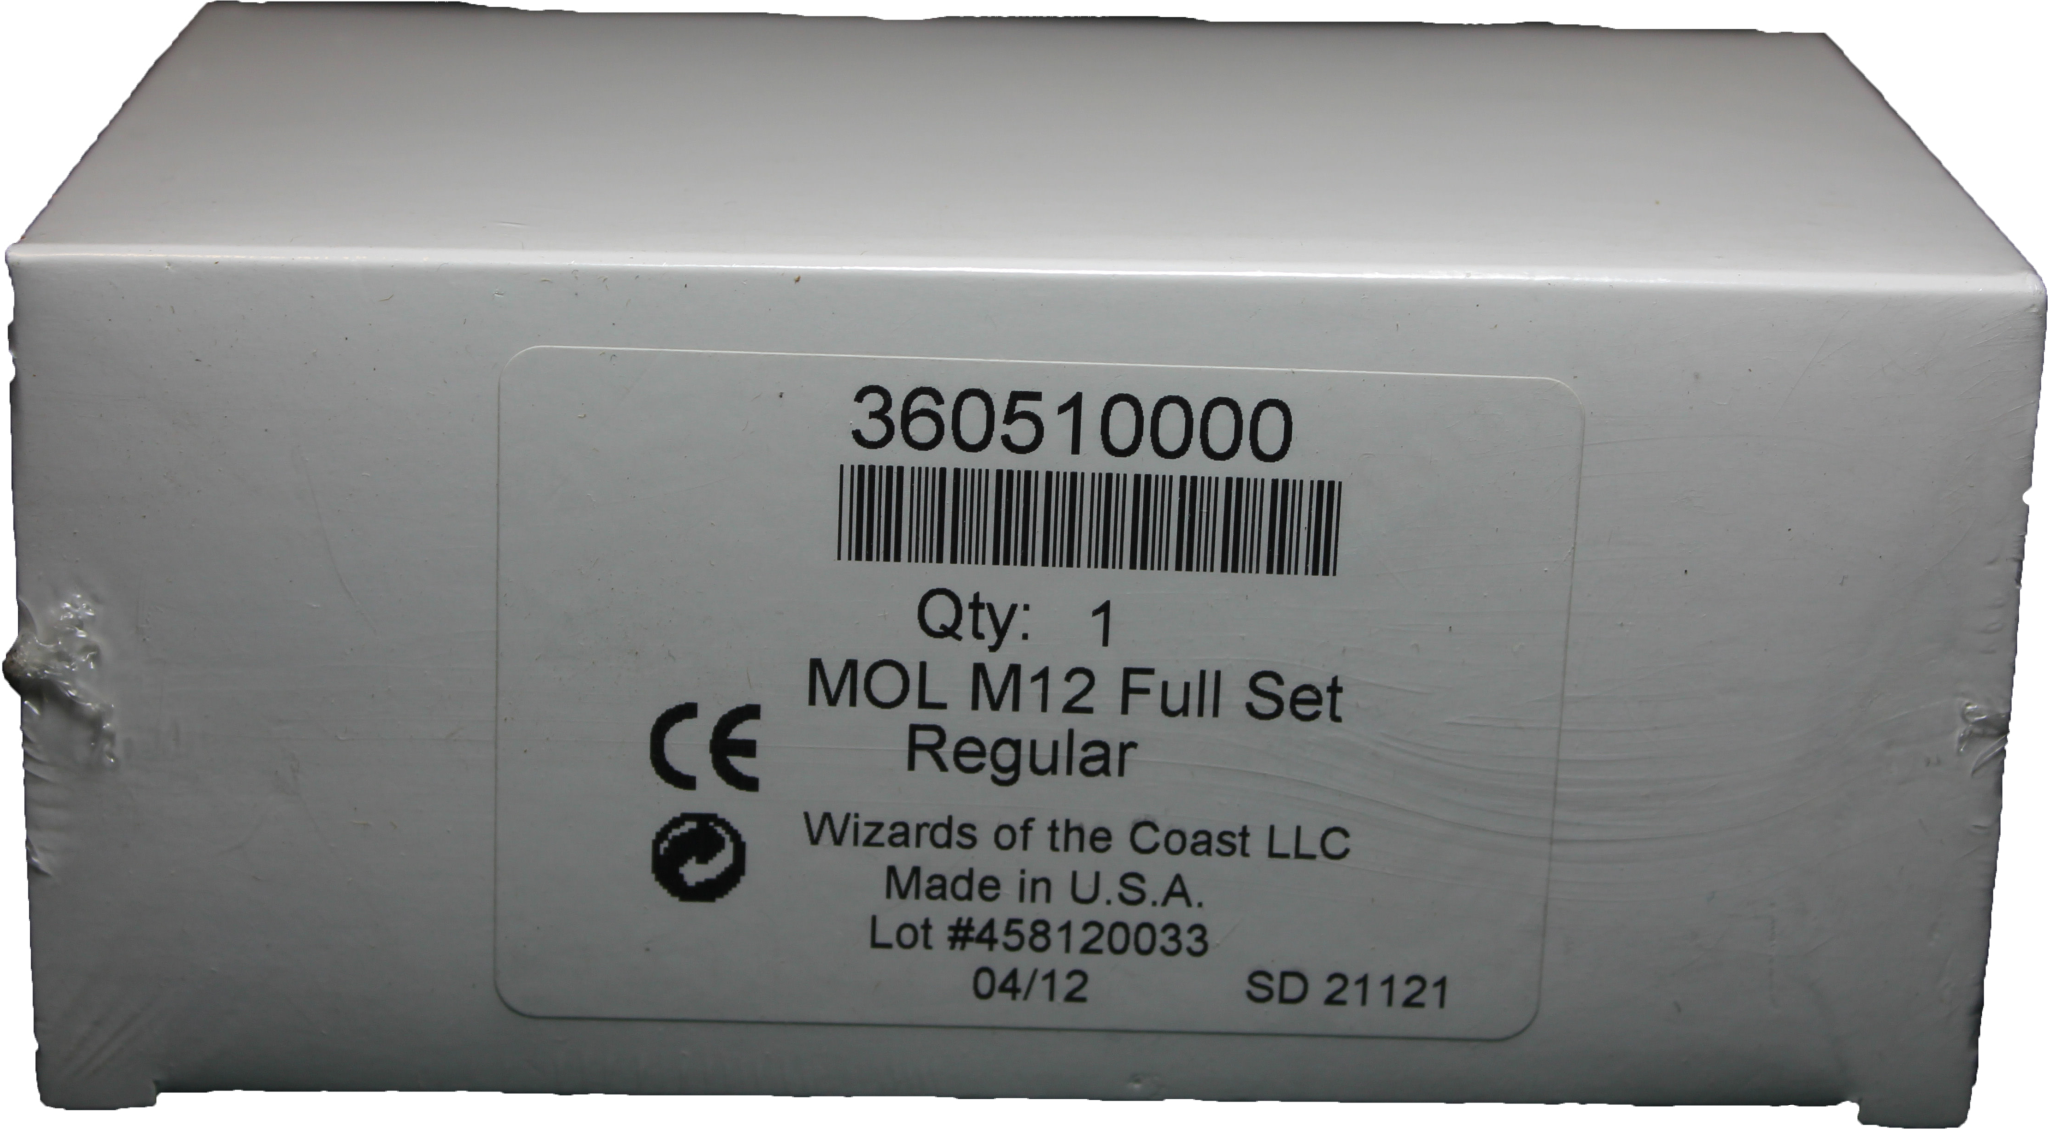 360510000
Qty: 1
MOL M12 Full Set
Regular
CE
Wizards of the Coast LLC
Made in U.S.A.
Lot #458120033
04/12 SD 21121